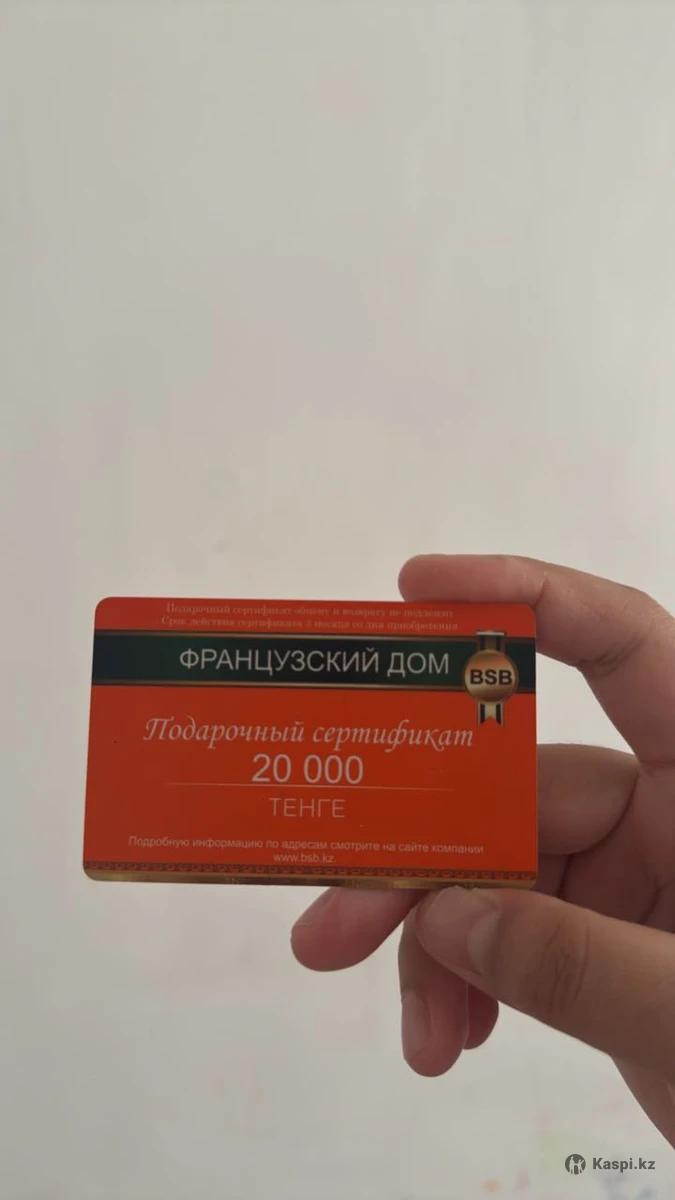 Подарочный сертификат обмену и возврату не подлежит
Срок действия сертификата 3 месяца со дня приобретения
ФРАНЦУЗСКИЙ ДОМ
BSB
Подарочный сертификат
20 000
ТЕНГЕ
Подробную информацию по адресам смотрите на сайте компании
www.bsb.kz.
Kaspi.kz